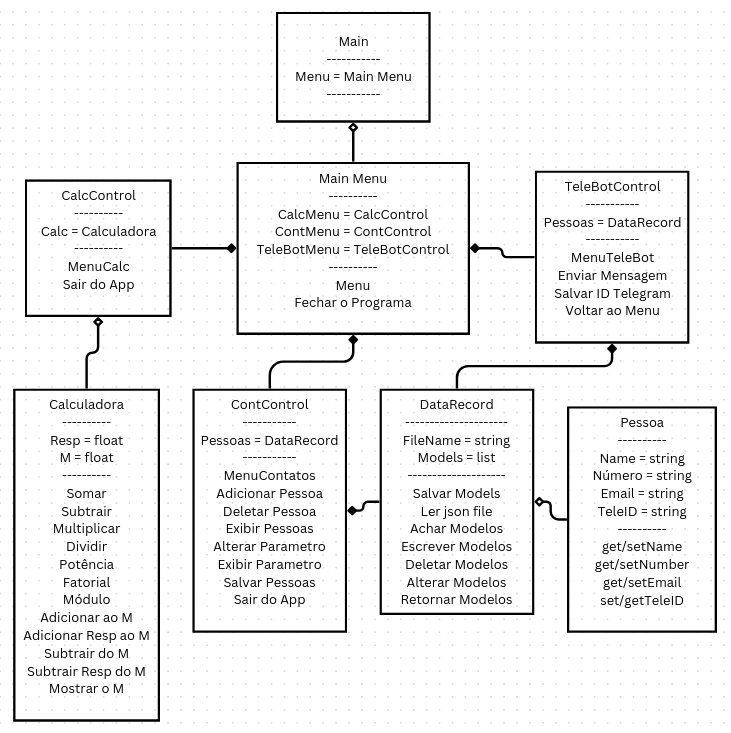 Main
-----------
Menu = Main Menu
-----------
Main Menu
----------
CalcMenu = CalcControl
ContMenu = ContControl
TeleBotMenu = TeleBotControl
----------
Menu
Fechar o Programa
CalcControl
----------
Calc = Calculadora
----------
MenuCalc
Sair do App
TeleBotControl
-----------
Pessoas = DataRecord
-----------
MenuTeleBot
Enviar Mensagem
Salvar ID Telegram
Voltar ao Menu
Calculadora
----------
Resp = float
M = float
----------
Somar
Subtrair
Multiplicar
Dividir
Potência
Fatorial
Módulo
Adicionar ao M
Adicionar Resp ao M
Subtrair do M
Subtrair Resp do M
Mostrar o M
ContControl
-----------
Pessoas = DataRecord
-----------
MenuContatos
Adicionar Pessoa
Deletar Pessoa
Exibir Pessoas
Alterar Parametro
Exibir Parametro
Salvar Pessoas
Sair do App
DataRecord
---------------------
FileName = string
Models = list
--------------------
Salvar Models
Ler json file
Achar Modelos
Escrever Modelos
Deletar Modelos
Alterar Modelos
Retornar Modelos
Pessoa
----------
Name = string
Número = string
Email = string
TeleID = string
----------
get/setName
get/setNumber
get/setEmail
set/getTeleID